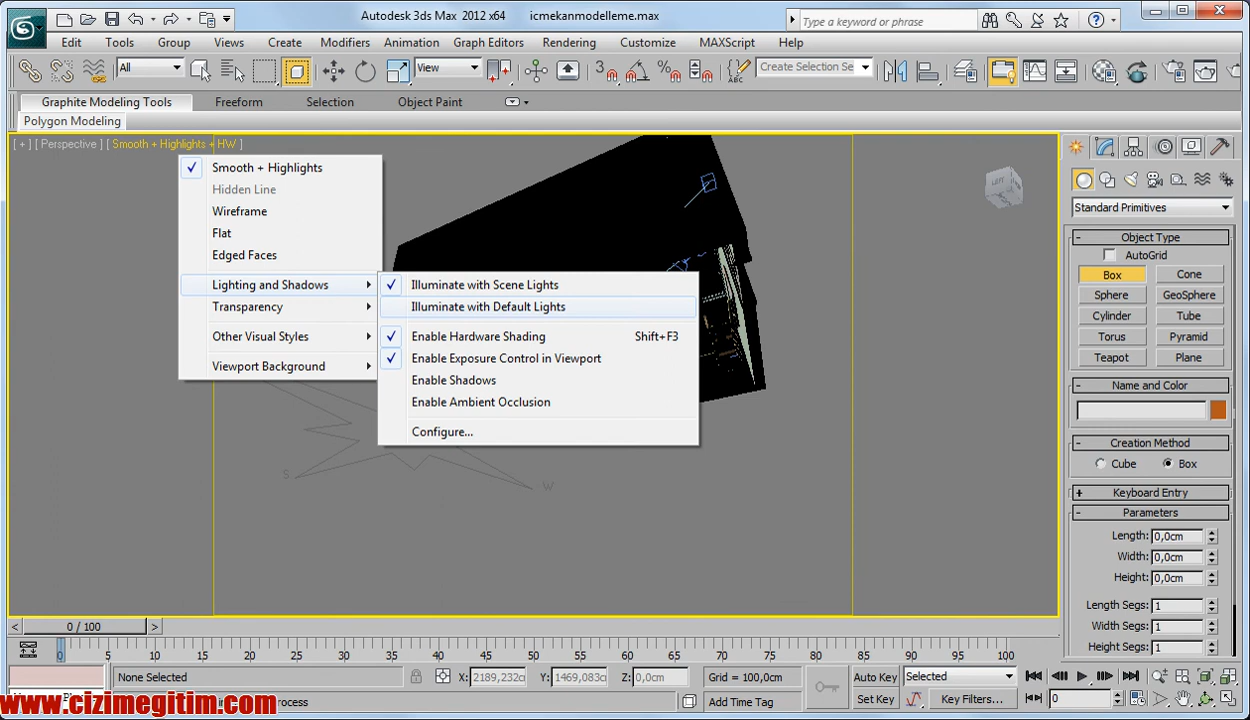 Autodesk 3ds Max 2012 x64 icmekanmodelleme.max
Type a keyword or phrase
Edit Tools Group Views Create Modifiers Animation Graph Editors Rendering Customize MAXScript Help
All
View
3
ABC
Create Selection Se
Graphite Modeling Tools Freeform Selection Object Paint
Polygon Modeling
[ + ] [ Perspective ] [ Smooth + Highlights + HW ]
Smooth + Highlights
Hidden Line
Wireframe
Flat
Edged Faces
Lighting and Shadows
Transparency
Other Visual Styles
Viewport Background
Illuminate with Scene Lights
Illuminate with Default Lights
Enable Hardware Shading Shift+F3
Enable Exposure Control in Viewport
Enable Shadows
Enable Ambient Occlusion
Configure...
S
W
LEFT
Standard Primitives
Object Type
AutoGrid
Box Cone
Sphere GeoSphere
Cylinder Tube
Torus Pyramid
Teapot Plane
Name and Color
Creation Method
Cube Box
Keyboard Entry
Parameters
Length: 0,0cm
Width: 0,0cm
Height: 0,0cm
Length Segs: 1
Width Segs: 1
Height Segs: 1
< 0 / 100 >
0 5 10 15 20 25 30 35 40 45 50 55 60 65 70 75 80 85 90 95 100
None Selected
X: 2189,232c Y: 1469,083c Z: 0,0cm
Grid = 100,0cm
Auto Key
Selected
Add Time Tag
Set Key
Key Filters...
0
www.cizimegitim.com
ocess